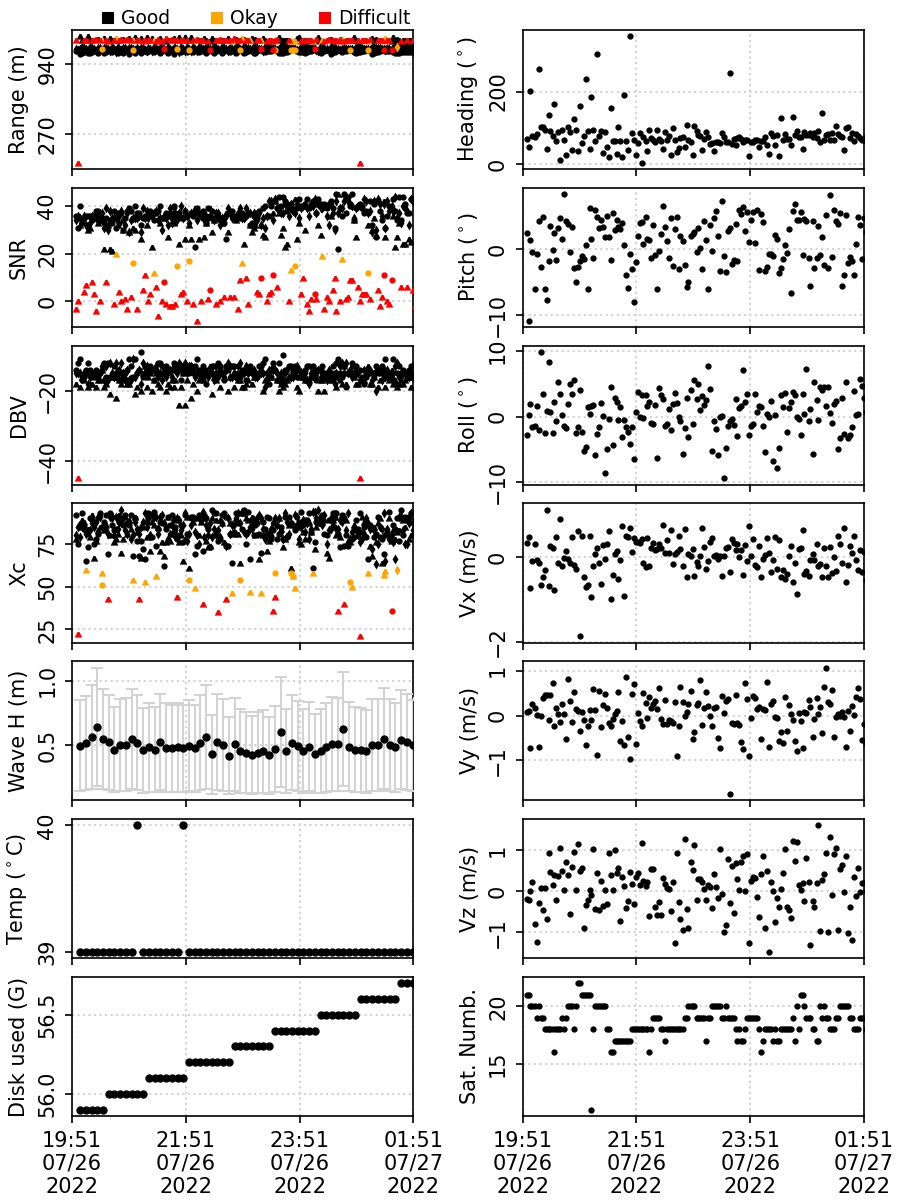 Good Okay Difficult
Range (m)
940
270
Heading (°)
200
0
SNR
40
20
0
Pitch (°)
0
−10
DBV
−20
−40
Roll (°)
10
0
−10
Xc
75
50
25
Vx (m/s)
0
−2
Wave H (m)
1.0
0.5
Vy (m/s)
1
0
−1
Temp (°C)
40
39
Vz (m/s)
1
0
−1
Disk used (G)
56.5
56.0
Sat. Numb.
20
15
19:51 21:51 23:51 01:51
07/26 07/26 07/26 07/27
2022 2022 2022 2022
19:51 21:51 23:51 01:51
07/26 07/26 07/26 07/27
2022 2022 2022 2022